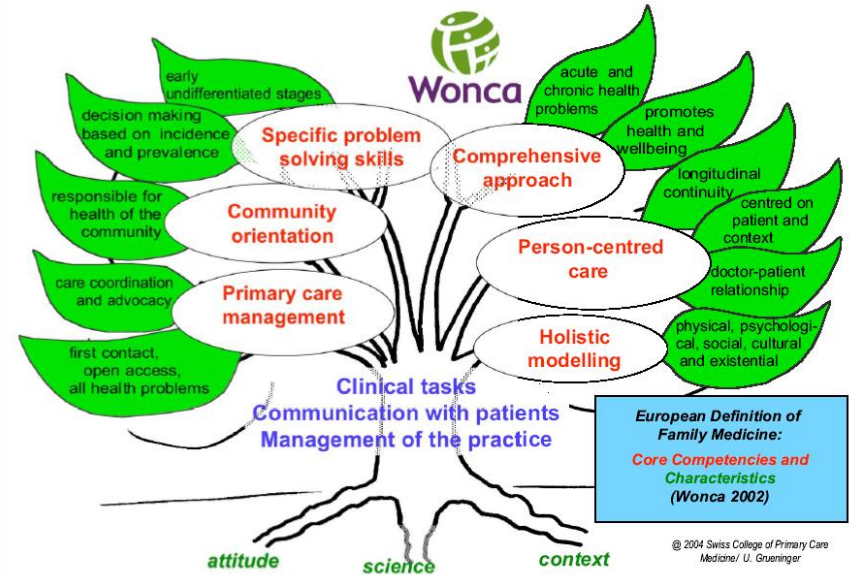 Wonca
early
undifferentiated stages
decision making
based on incidence
and prevalence
responsible for
health of the
community
care coordination
and advocacy
first contact,
open access,
all health problems
Specific problem
solving skills
Community
orientation
Primary care
management
Comprehensive
approach
Person-centred
care
Holistic
modelling
acute and
chronic health
problems
promotes
health and
wellbeing
longitudinal
continuity
centred on
patient and
context
doctor-patient
relationship
physical, psychologi-
cal, social, cultural
and existential
Clinical tasks
Communication with patients
Management of the practice
European Definition of
Family Medicine:
Core Competencies and
Characteristics
(Wonca 2002)
attitude
science
context
@ 2004 Swiss College of Primary Care
Medicine/ U. Grueninger